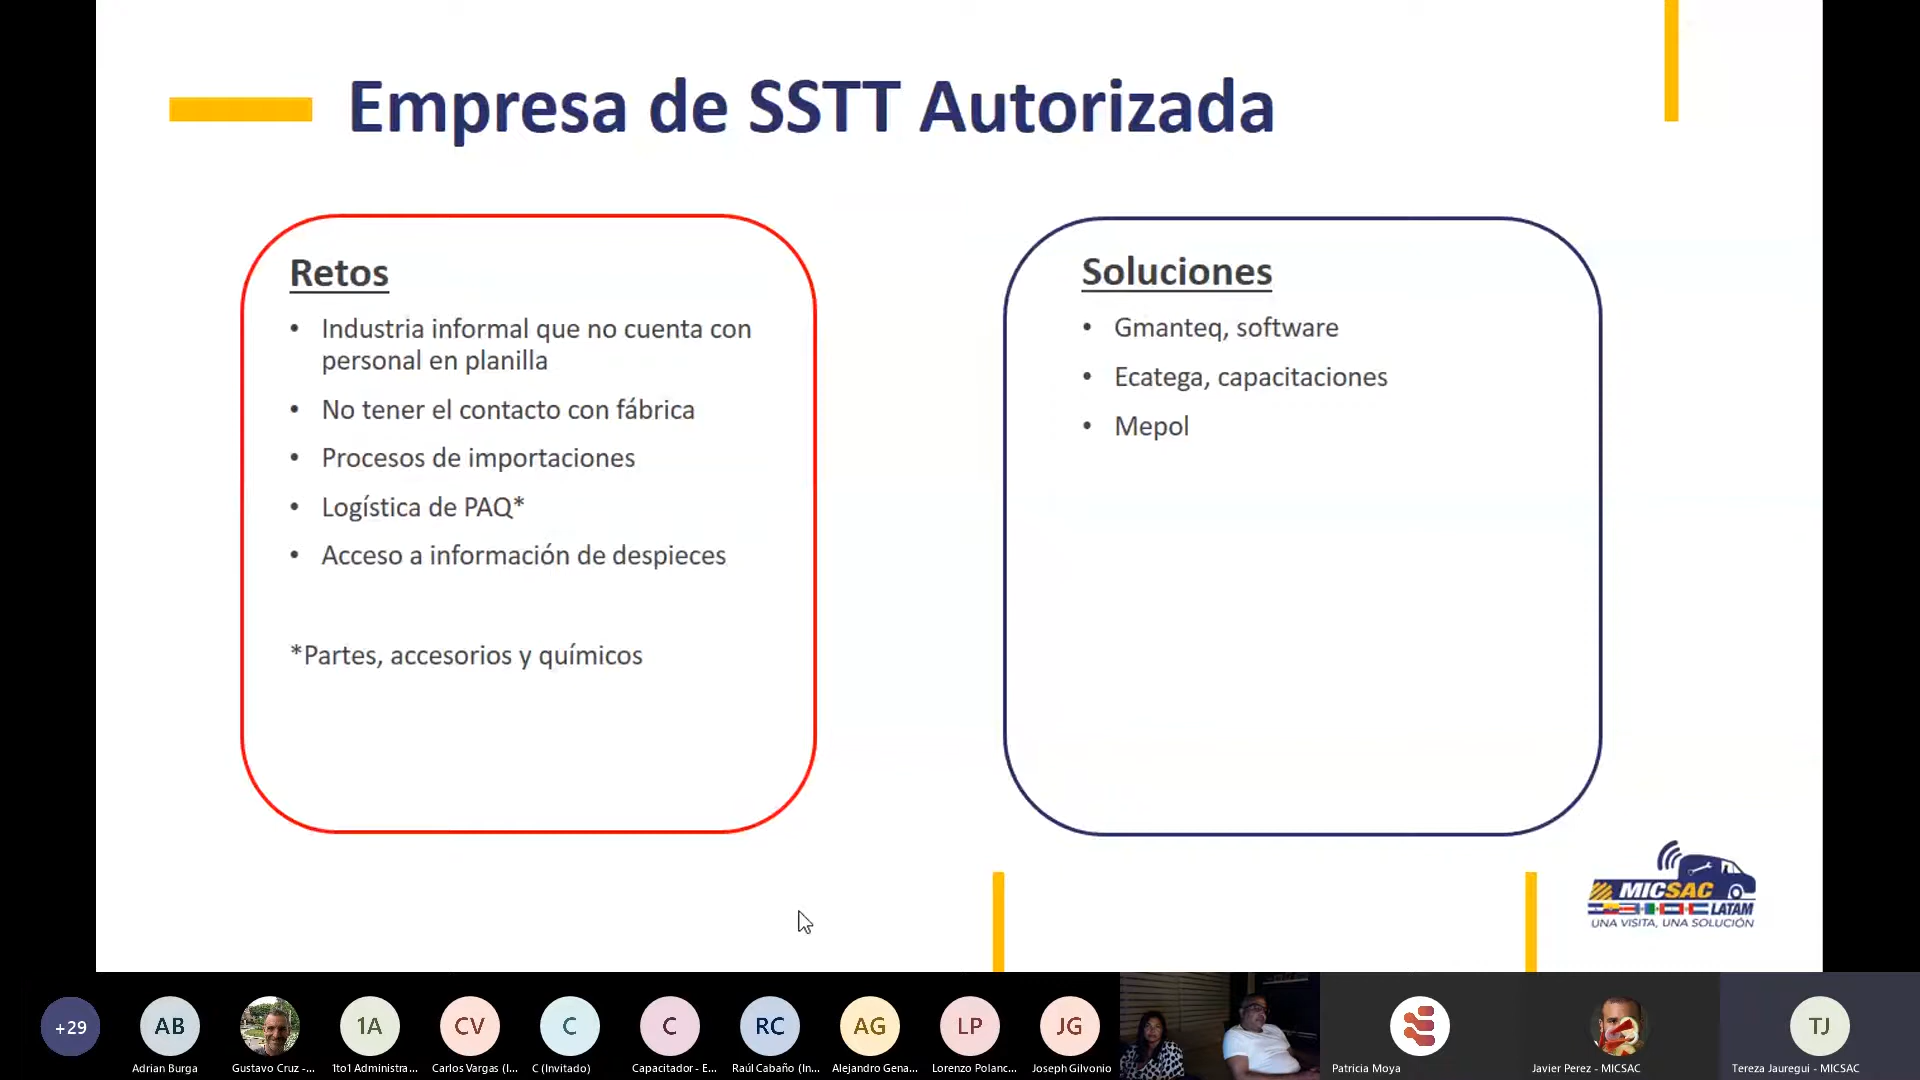 Empresa de SSTT Autorizada
Retos
• Industria informal que no cuenta con
personal en planilla
• No tener el contacto con fábrica
• Procesos de importaciones
• Logística de PAQ*
• Acceso a información de despieces
*Partes, accesorios y químicos
Soluciones
• Gmanteq, software
• Ecatega, capacitaciones
• Mepol
MICSAC
LATAM
UNA VISITA, UNA SOLUCIÓN
+29
AB
1A
CV
C
C
RC
AG
LP
JG
TJ
Adrian Burga
Gustavo Cruz -...
1to1 Administra...
Carlos Vargas (I...
C (Invitado)
Capacitador - E...
Raúl Cabaño (In...
Alejandro Gena...
Lorenzo Polanc...
Joseph Gilvonio
Patricia Moya
Javier Perez - MICSAC
Tereza Jauregui - MICSAC